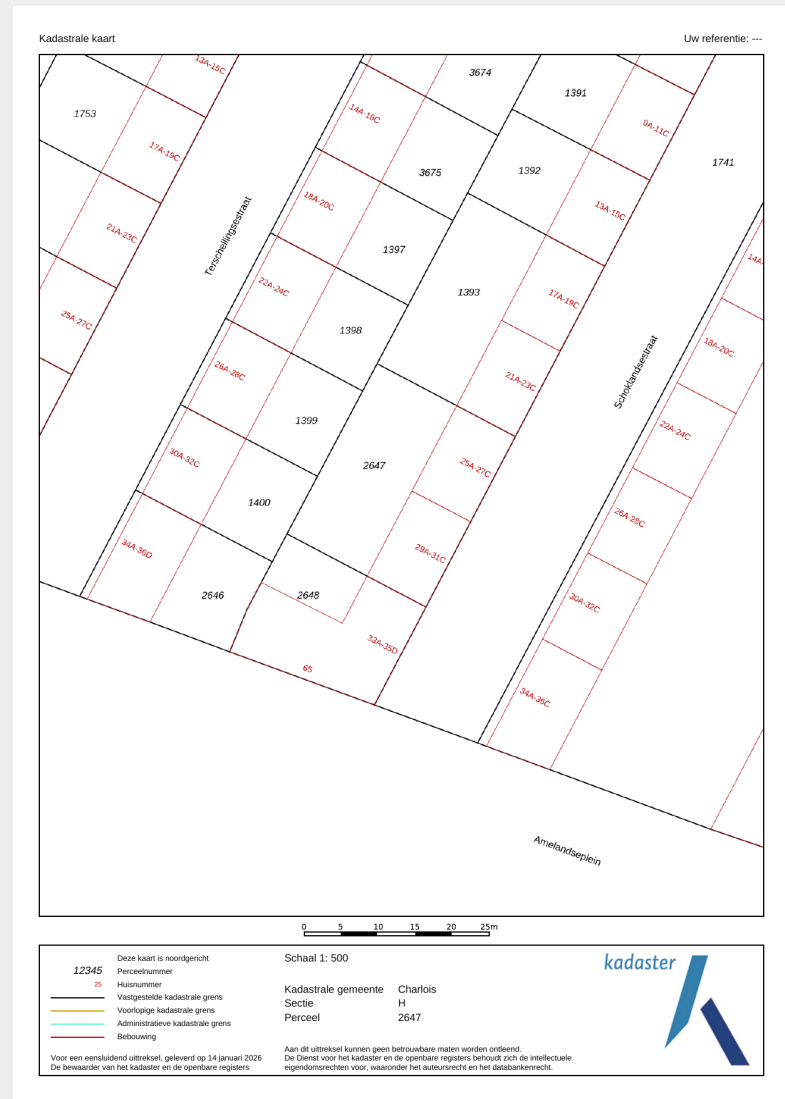 Kadastrale kaart
Uw referentie: ---
13A-15C
3674
1391
1753
14A-16C
9A-11C
17A-19C
1741
3675
1392
18A-20C
13A-15C
21A-23C
Terschellingsestraat
1397
14A-
22A-24C
1393
17A-19C
25A-27C
1398
18A-20C
26A-28C
21A-23C
Schoklandsestraat
1399
22A-24C
30A-32C
2647
25A-27C
1400
26A-28C
34A-36D
29A-31C
2646
2648
30A-32C
33A-35D
65
34A-36C
Amelandseplein
0 5 10 15 20 25m
Deze kaart is noordgericht
12345 Perceelnummer
25 Huisnummer
Vastgestelde kadastrale grens
Voorlopige kadastrale grens
Administratieve kadastrale grens
Bebouwing
Voor een eensluidend uittreksel, geleverd op 14 januari 2026
De bewaarder van het kadaster en de openbare registers
Schaal 1: 500
Kadastrale gemeente Charlois
Sectie H
Perceel 2647
Aan dit uittreksel kunnen geen betrouwbare maten worden ontleend.
De Dienst voor het kadaster en de openbare registers behoudt zich de intellectuele
eigendomsrechten voor, waaronder het auteursrecht en het databankenrecht.
kadaster